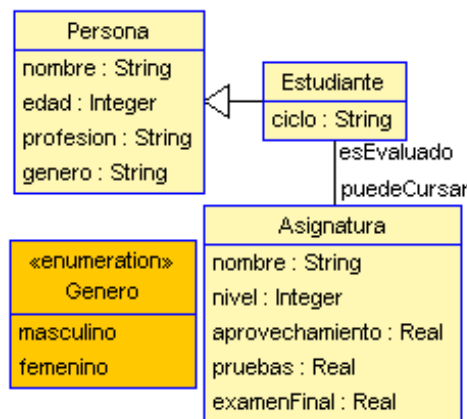 Persona
nombre : String
edad : Integer
profesion : String
genero : String
Estudiante
ciclo : String
esEvaluado
puedeCursar
Asignatura
nombre : String
nivel : Integer
aprovechamiento : Real
pruebas : Real
examenFinal : Real
«enumeration»
Genero
masculino
femenino